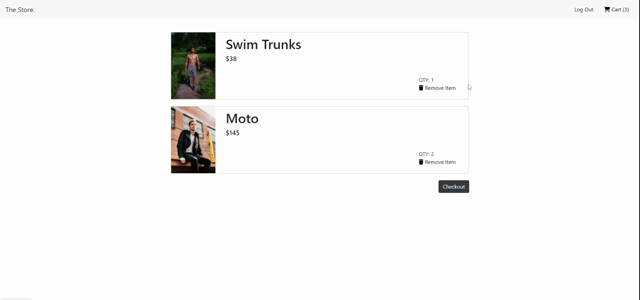 The Store.
Log Out
Cart (3)
Swim Trunks
$38
QTY: 1
Remove Item
Moto
$145
QTY: 2
Remove Item
Checkout